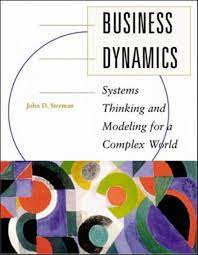 BUSINESS
DYNAMICS
Systems
Thinking and
Modeling for a
Complex World
John D. Sterman